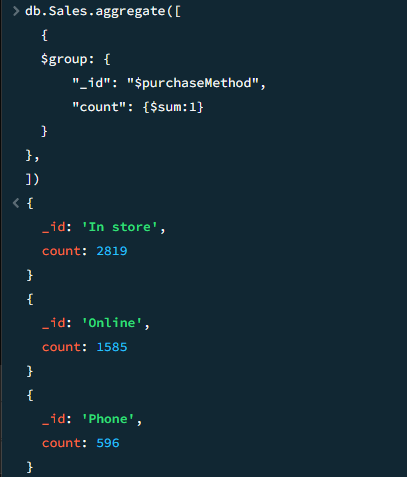 > db.Sales.aggregate([
{
$group: {
"_id": "$purchaseMethod",
"count": {$sum:1}
}
},
])
< {
_id: 'In store',
count: 2819
}
{
_id: 'Online',
count: 1585
}
{
_id: 'Phone',
count: 596
}